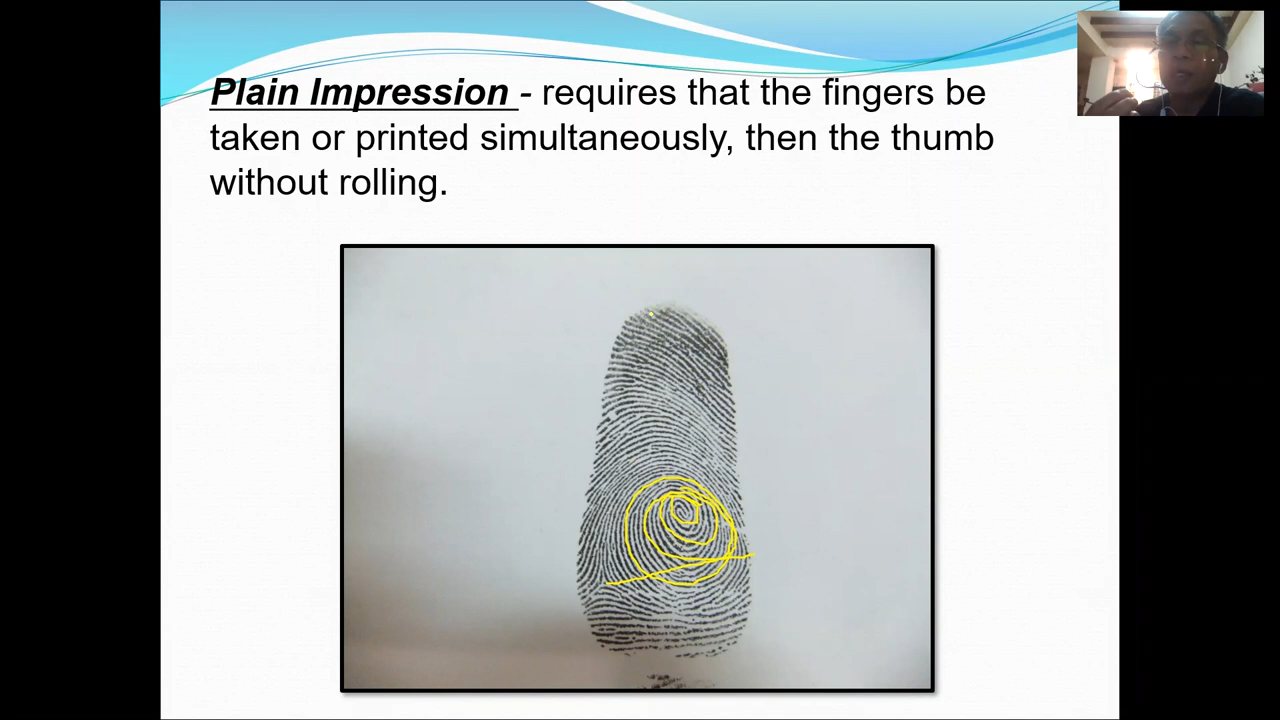 Plain Impression - requires that the fingers be
taken or printed simultaneously, then the thumb
without rolling.